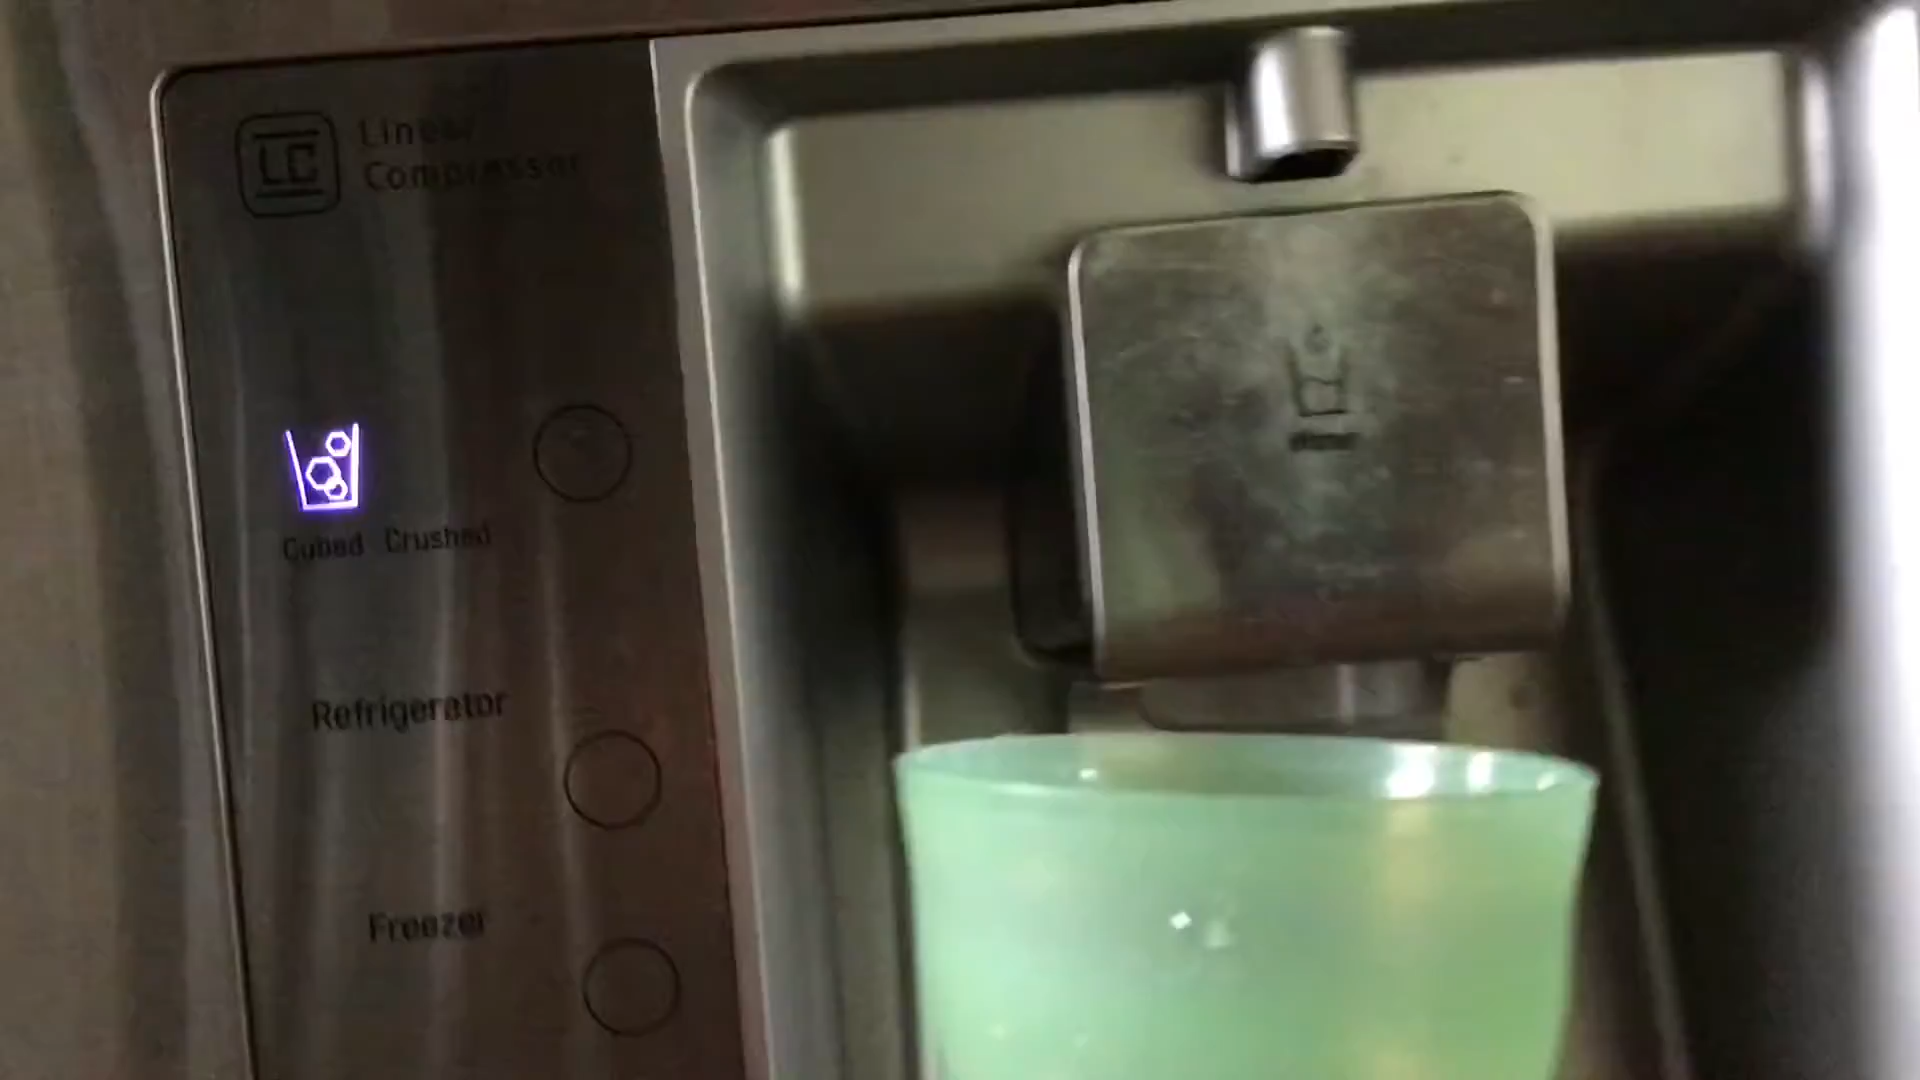 LC
Linear
Compressor
Cubed Crushed
Refrigerator
Freezer